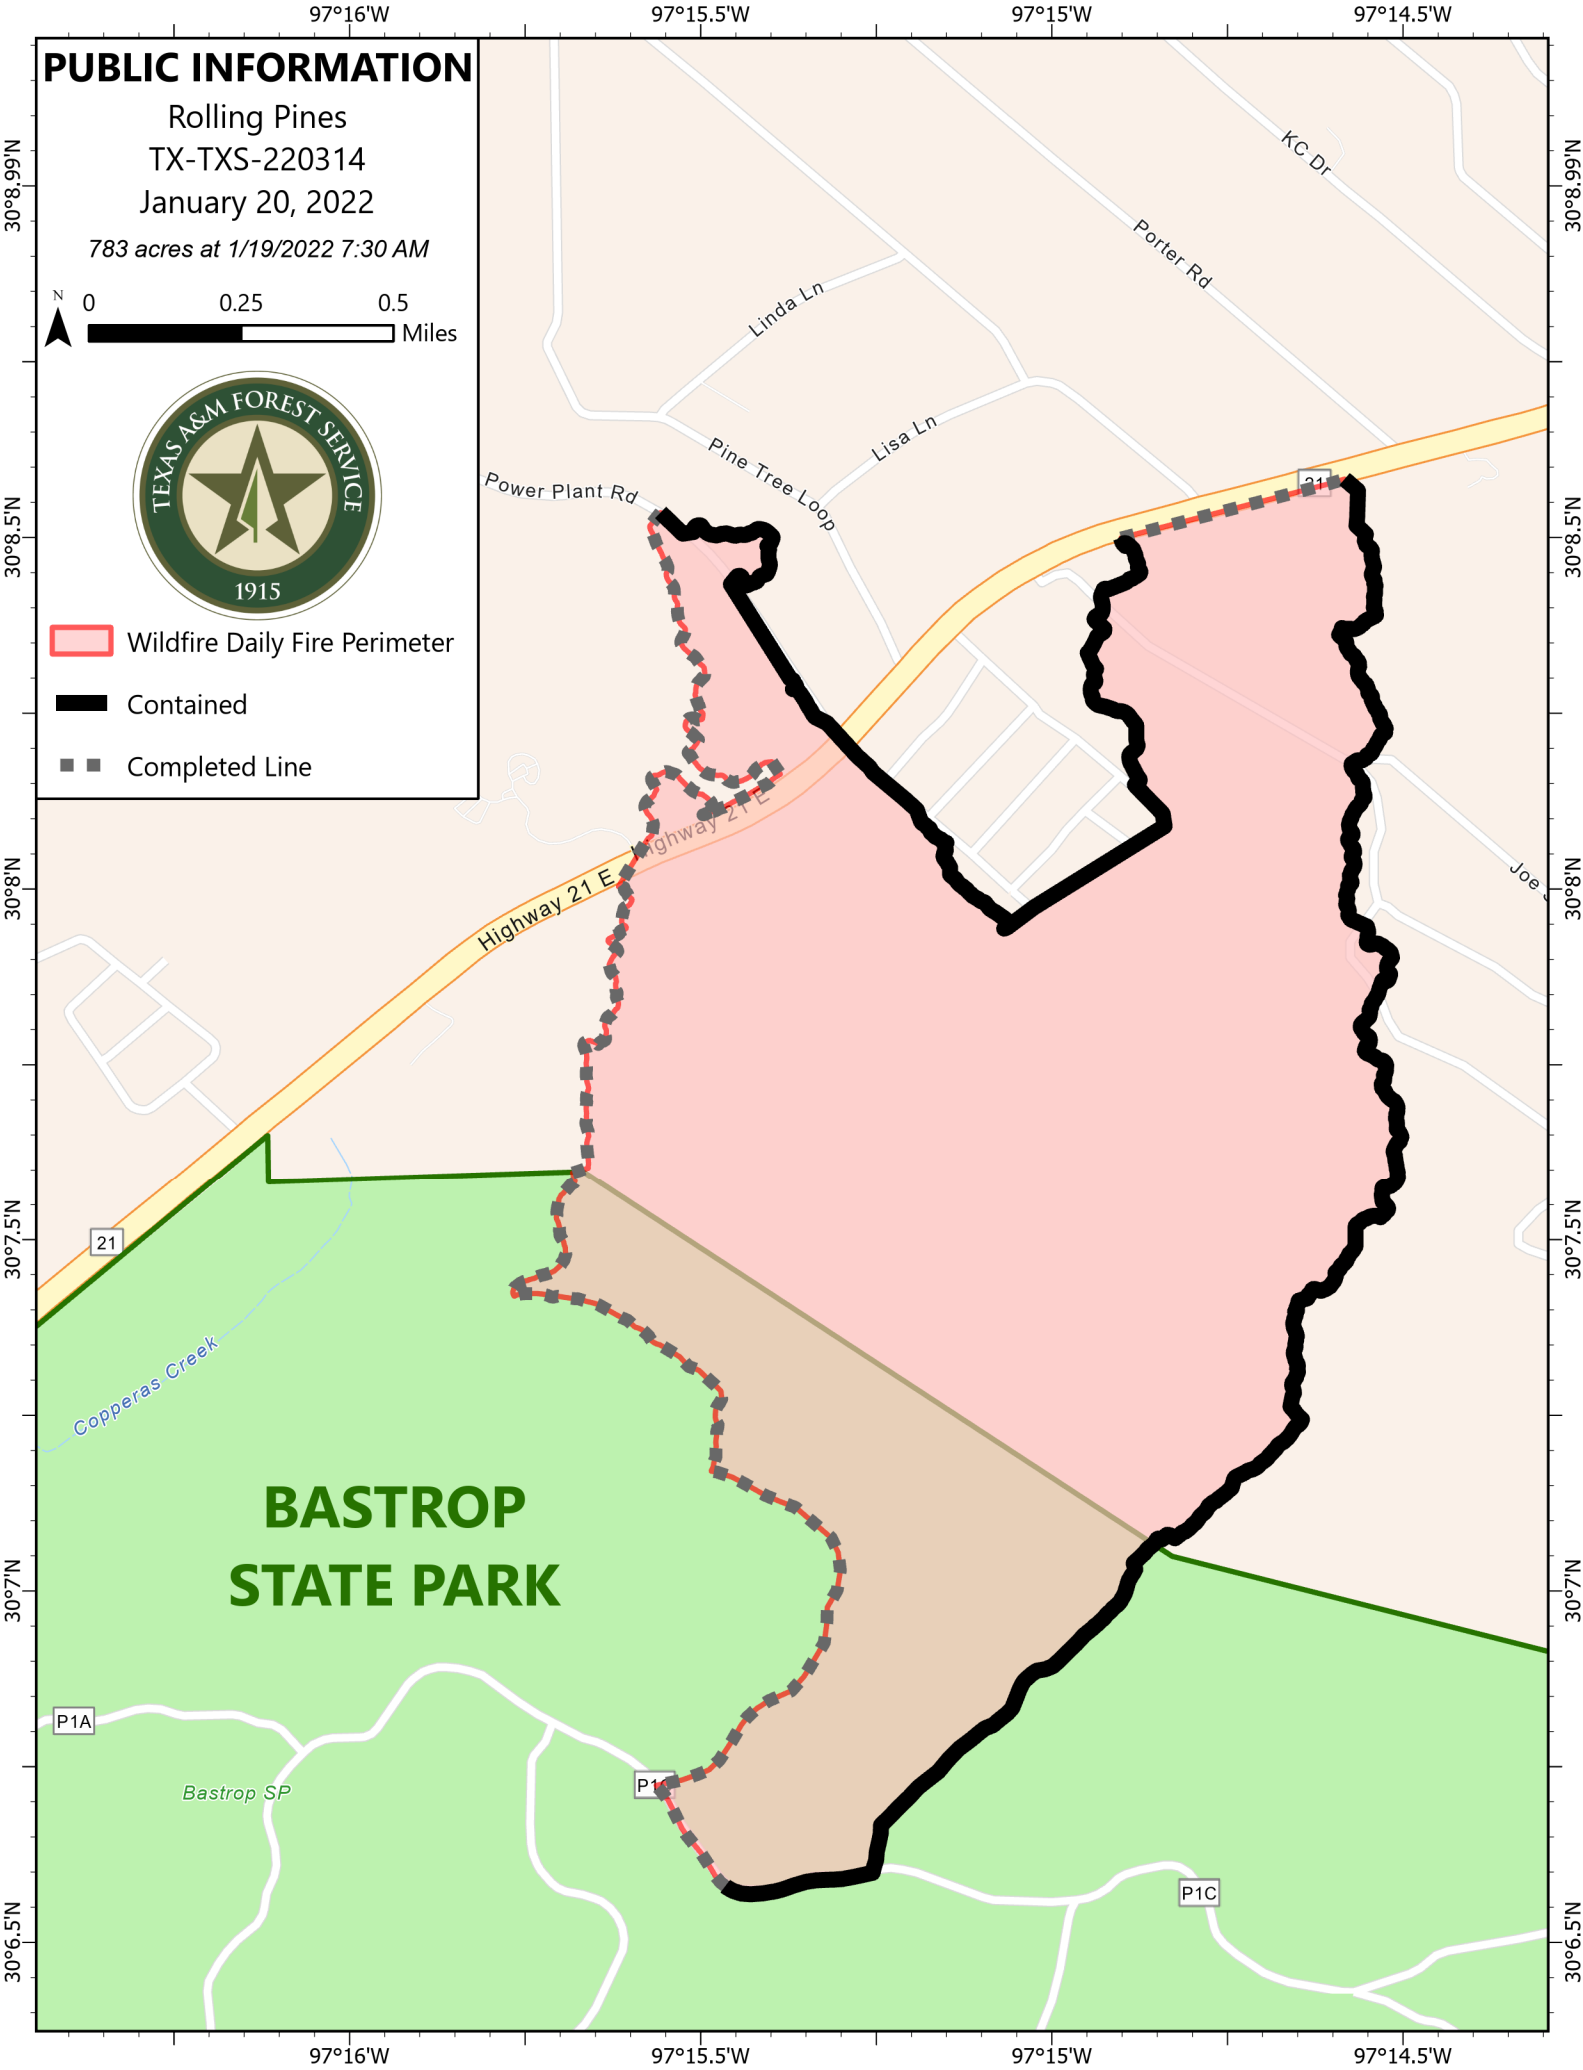 97°16'W
97°15.5'W
97°15'W
97°14.5'W
PUBLIC INFORMATION
Rolling Pines
TX-TXS-220314
January 20, 2022
783 acres at 1/19/2022 7:30 AM
N
0 0.25 0.5
Miles
TEXAS A&M FOREST SERVICE
1915
Wildfire Daily Fire Perimeter
Contained
Completed Line
30°8.99'N
30°8.99'N
KC Dr
Porter Rd
Linda Ln
Lisa Ln
Pine Tree Loop
Power Plant Rd
21
30°8.5'N
30°8.5'N
Highway 21 E
Highway 21 E
Joe
30°8'N
30°8'N
21
30°7.5'N
30°7.5'N
Copperas Creek
BASTROP
STATE PARK
30°7'N
30°7'N
P1A
Bastrop SP
P1C
30°6.5'N
30°6.5'N
97°16'W
97°15.5'W
97°15'W
97°14.5'W